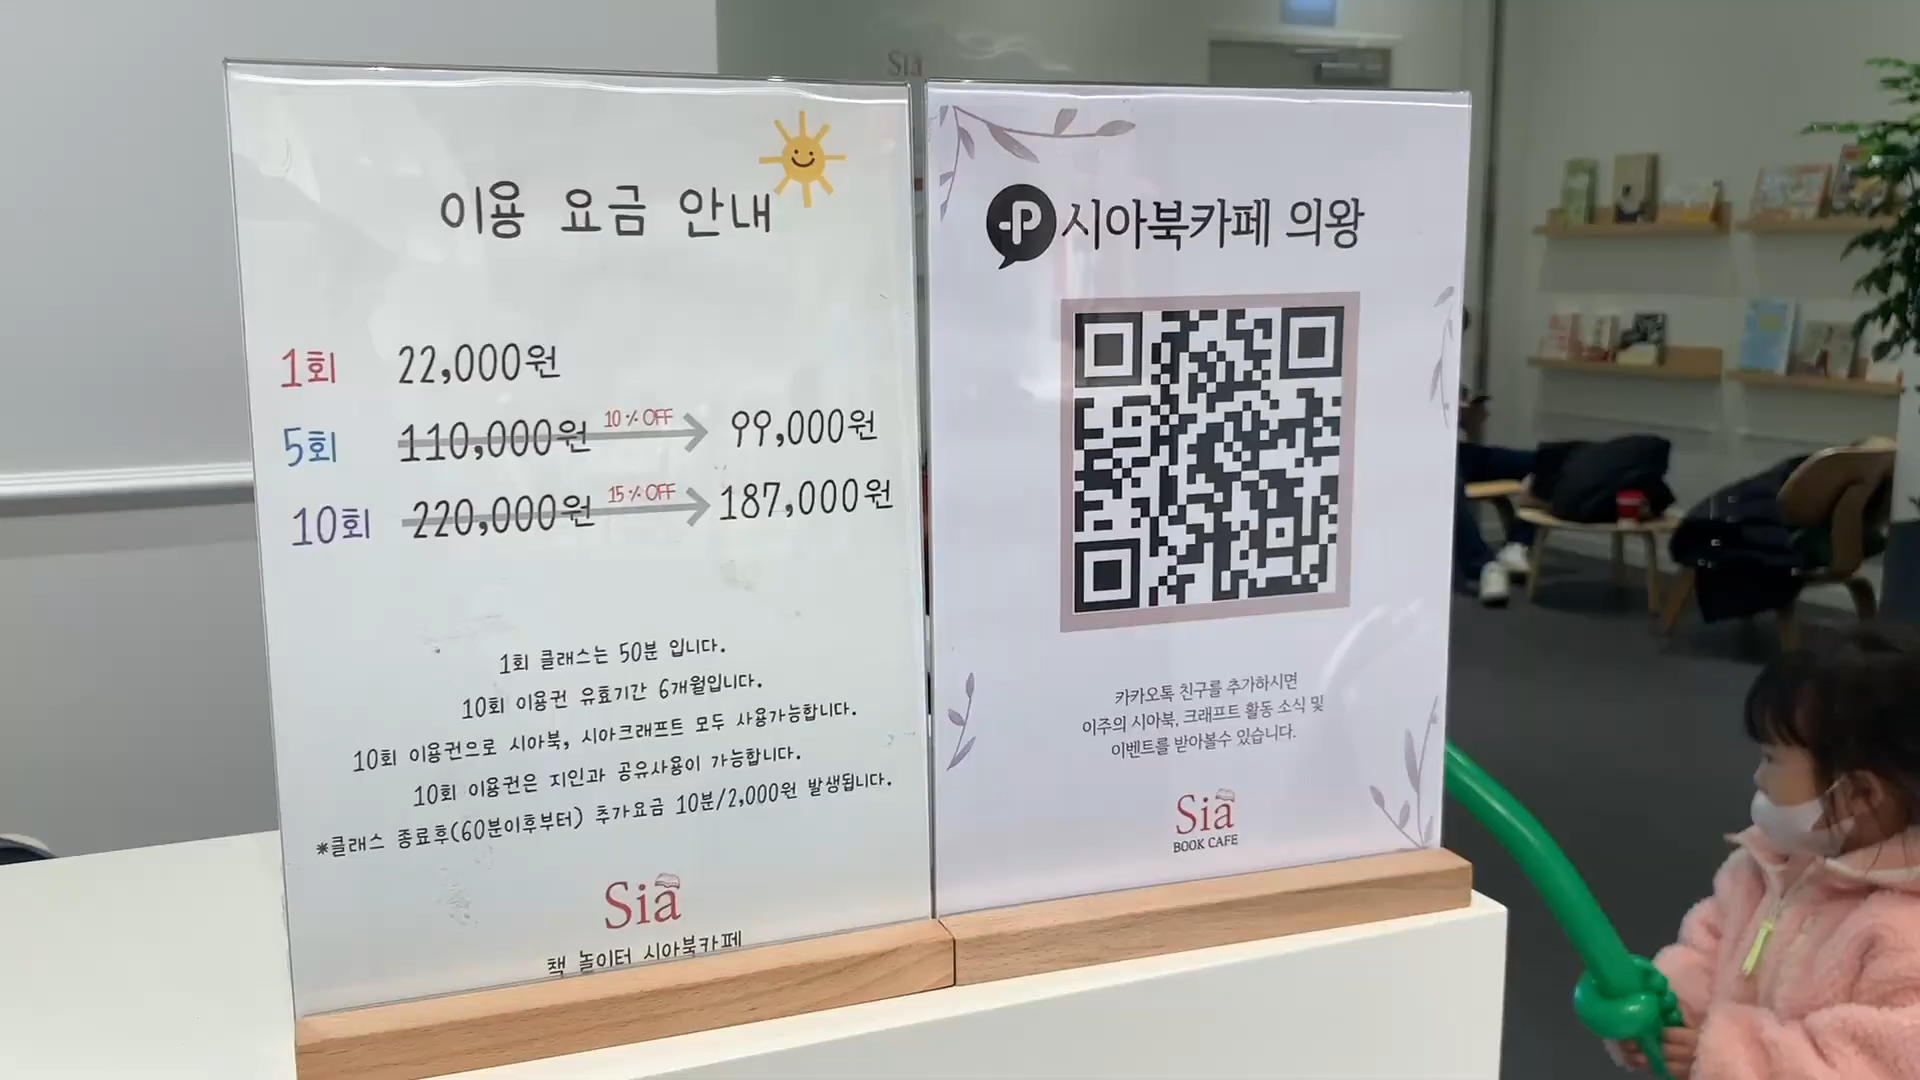 Sia
이용 요금 안내
1회 22,000원
5회 110,000원 10% OFF 99,000원
10회 220,000원 15% OFF 187,000원
1회 클래스는 50분 입니다.
10회 이용권 유효기간 6개월입니다.
10회 이용권으로 시아북, 시아크래프트 모두 사용가능합니다.
10회 이용권은 지인과 공유사용이 가능합니다.
*클래스 종료후(60분이후부터) 추가요금 10분/2,000원 발생됩니다.
Sia
책 놀이터 시아북카페
P 시아북카페 의왕
카카오톡 친구를 추가하시면
이주의 시아북, 크래프트 활동 소식 및
이벤트를 받아볼수 있습니다.
Sia
BOOK CAFE